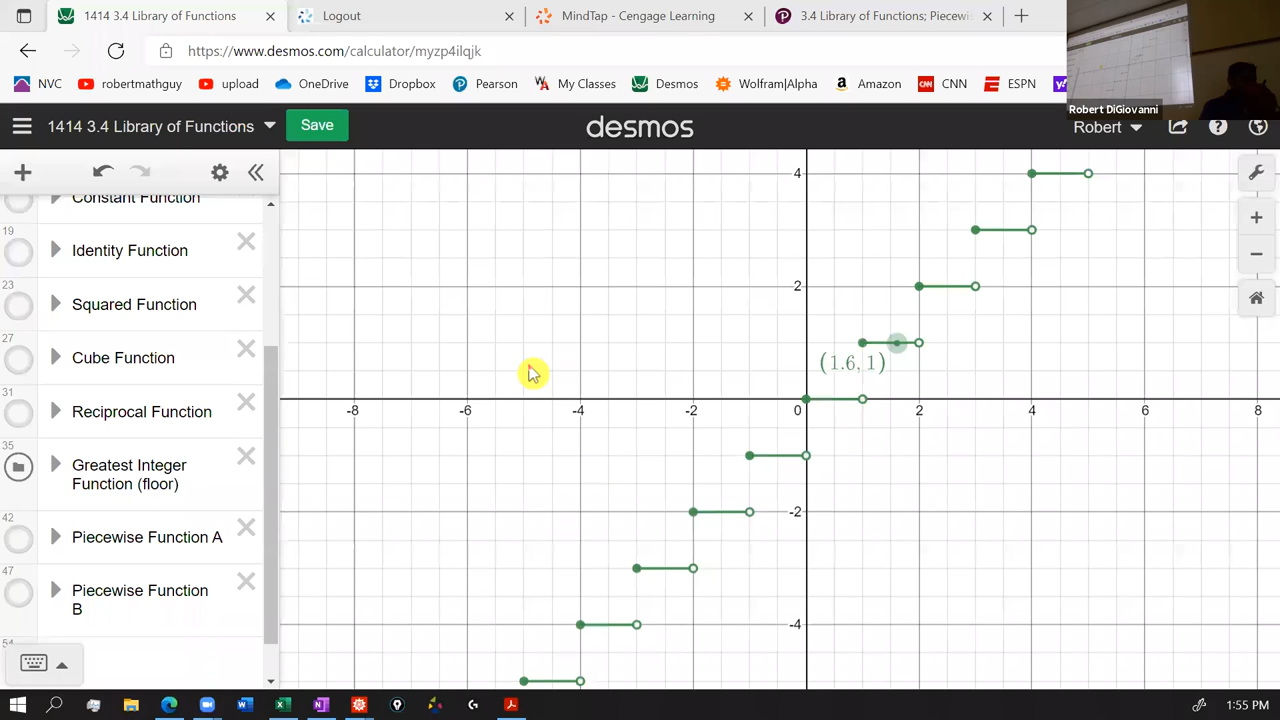 1414 3.4 Library of Functions
Logout
MindTap - Cengage Learning
3.4 Library of Functions; Piecewi
https://www.desmos.com/calculator/myzp4ilqjk
NVC
robertmathguy
upload
OneDrive
Dropbox
Pearson
My Classes
Desmos
Wolfram|Alpha
Amazon
CNN
ESPN
Robert DiGiovanni
1414 3.4 Library of Functions
Save
desmos
Robert
Constant Function
19
Identity Function
23
Squared Function
27
Cube Function
31
Reciprocal Function
35
Greatest Integer
Function (floor)
42
Piecewise Function A
47
Piecewise Function
B
54
4
2
(1.6, 1)
-8
-6
-4
-2
0
2
4
6
8
-2
-4
1:55 PM